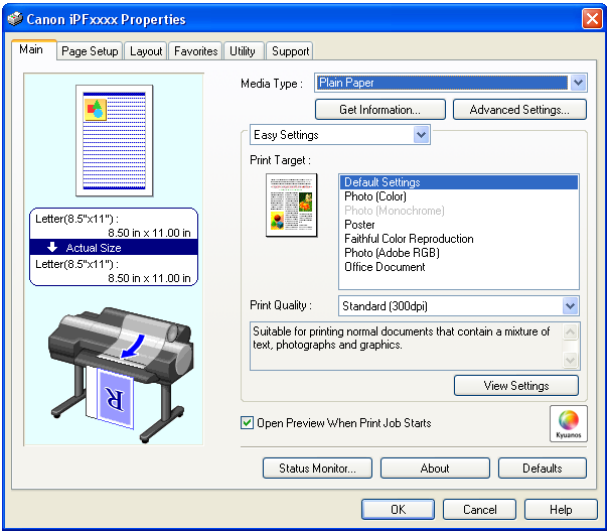 Canon iPFxxxx Properties
Main
Page Setup
Layout
Favorites
Utility
Support
Media Type :
Plain Paper
Get Information...
Advanced Settings...
Easy Settings
Print Target :
Default Settings
Photo (Color)
Photo (Monochrome)
Poster
Faithful Color Reproduction
Photo (Adobe RGB)
Office Document
Letter(8.5"x11") :
8.50 in x 11.00 in
Actual Size
Letter(8.5"x11") :
8.50 in x 11.00 in
R
Print Quality :
Standard (300dpi)
Suitable for printing normal documents that contain a mixture of
text, photographs and graphics.
View Settings
Open Preview When Print Job Starts
Kyuanos
Status Monitor...
About
Defaults
OK
Cancel
Help